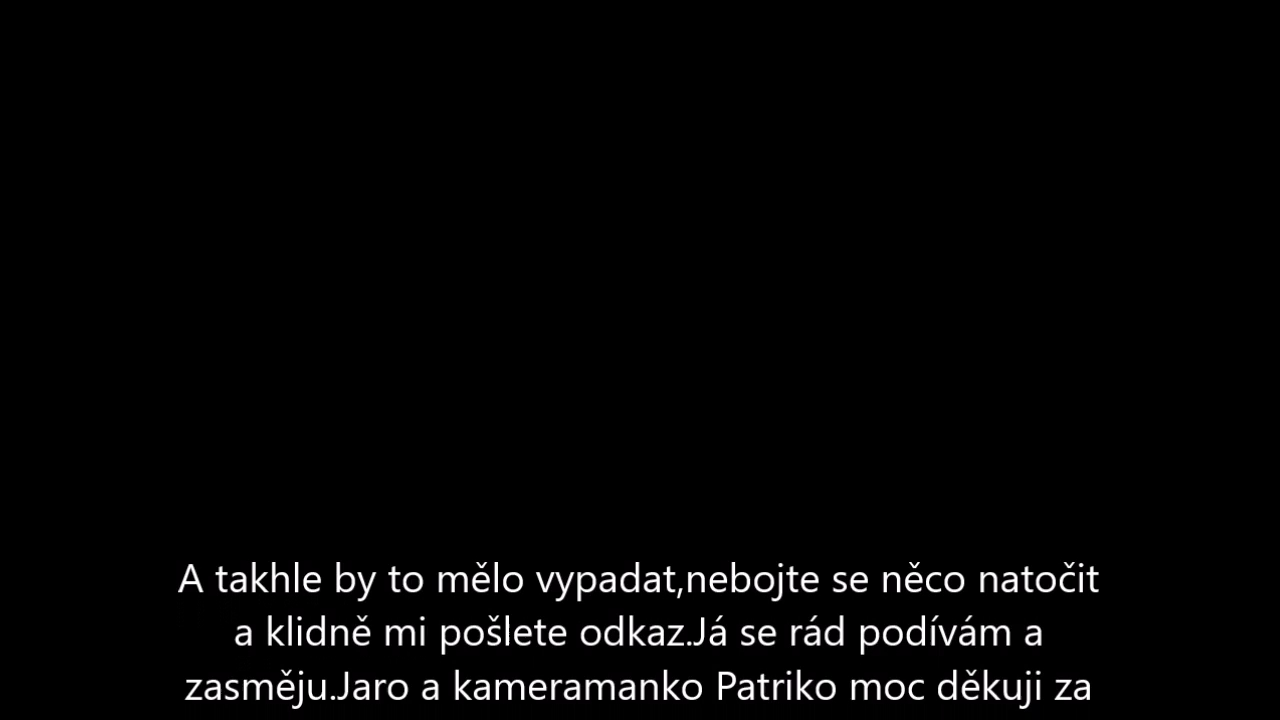 A takhle by to mělo vypadat,nebojte se něco natočit
a klidně mi pošlete odkaz.Já se rád podívám a
zasměju.Jaro a kameramanko Patriko moc děkuji za